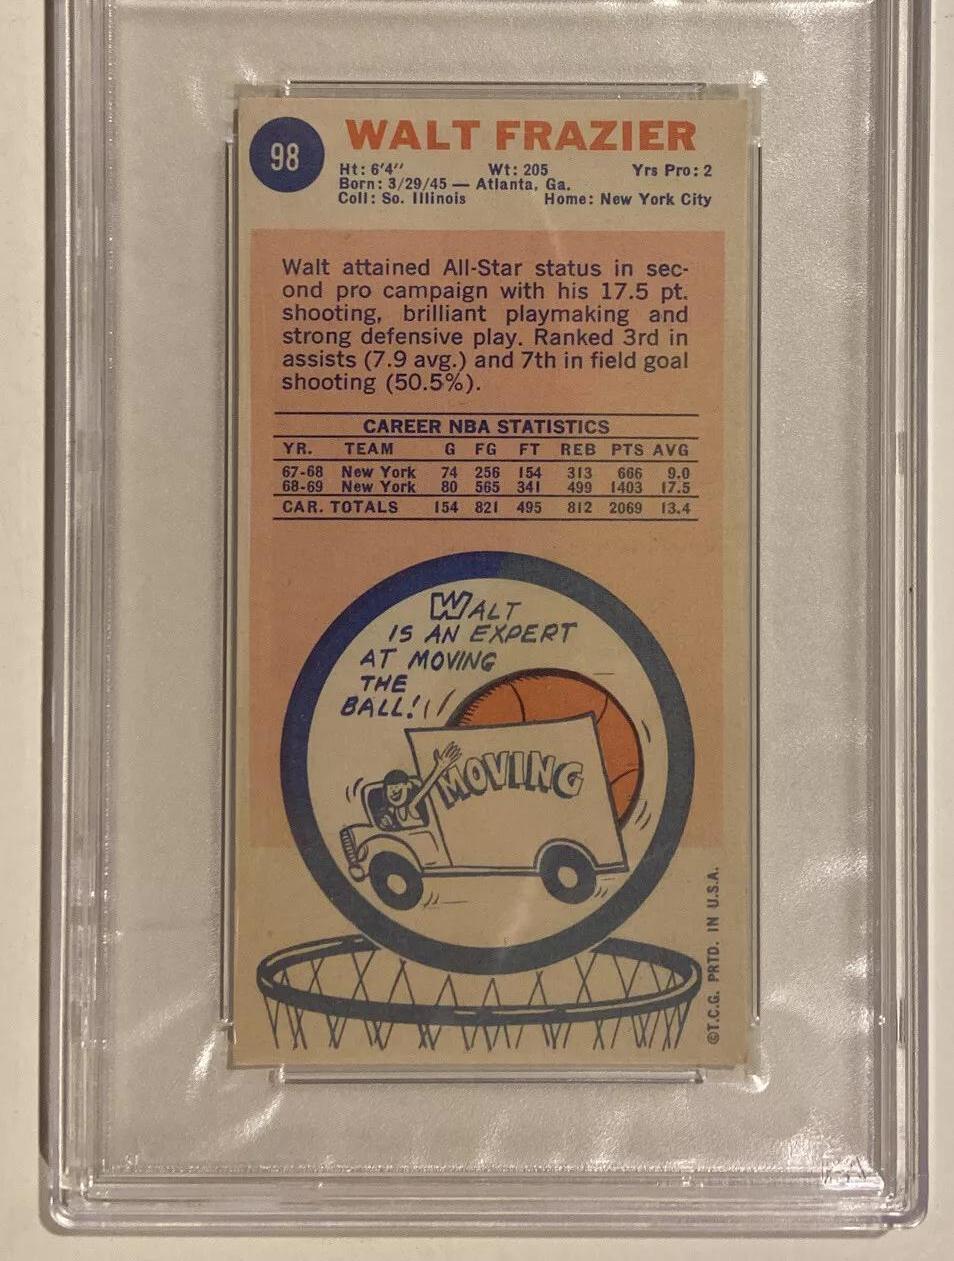 98
WALT FRAZIER
Ht: 6'4" Wt: 205 Yrs Pro: 2
Born: 3/29/45 — Atlanta, Ga.
Coll: So. Illinois Home: New York City
Walt attained All-Star status in sec-
ond pro campaign with his 17.5 pt.
shooting, brilliant playmaking and
strong defensive play. Ranked 3rd in
assists (7.9 avg.) and 7th in field goal
shooting (50.5%).
CAREER NBA STATISTICS
YR. TEAM G FG FT REB PTS AVG
67-68 New York 74 256 154 313 666 9.0
68-69 New York 80 565 341 499 1403 17.5
CAR. TOTALS 154 821 495 812 2069 13.4
WALT
IS AN EXPERT
AT MOVING
THE
BALL!
MOVING
©T.C.G. PRTD. IN U.S.A.